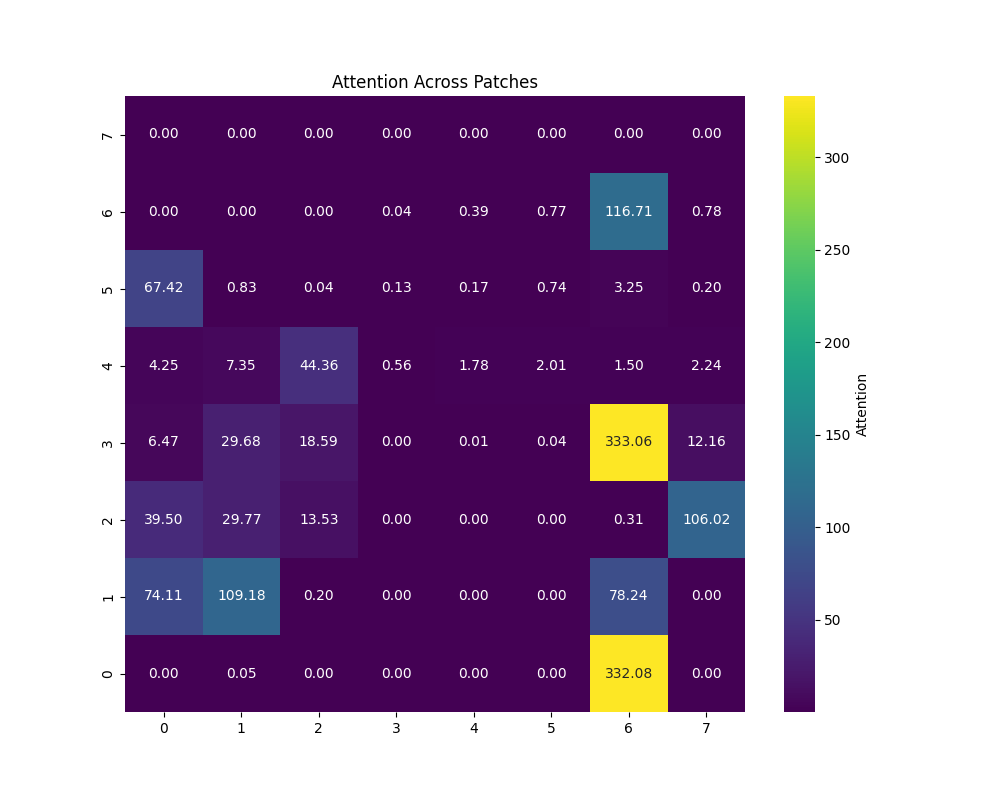 Attention Across Patches
7 0.00 0.00 0.00 0.00 0.00 0.00 0.00 0.00
6 0.00 0.00 0.00 0.04 0.39 0.77 116.71 0.78
5 67.42 0.83 0.04 0.13 0.17 0.74 3.25 0.20
4 4.25 7.35 44.36 0.56 1.78 2.01 1.50 2.24
3 6.47 29.68 18.59 0.00 0.01 0.04 333.06 12.16
2 39.50 29.77 13.53 0.00 0.00 0.00 0.31 106.02
1 74.11 109.18 0.20 0.00 0.00 0.00 78.24 0.00
0 0.00 0.05 0.00 0.00 0.00 0.00 332.08 0.00
0 1 2 3 4 5 6 7
300
250
200
150
100
50
Attention